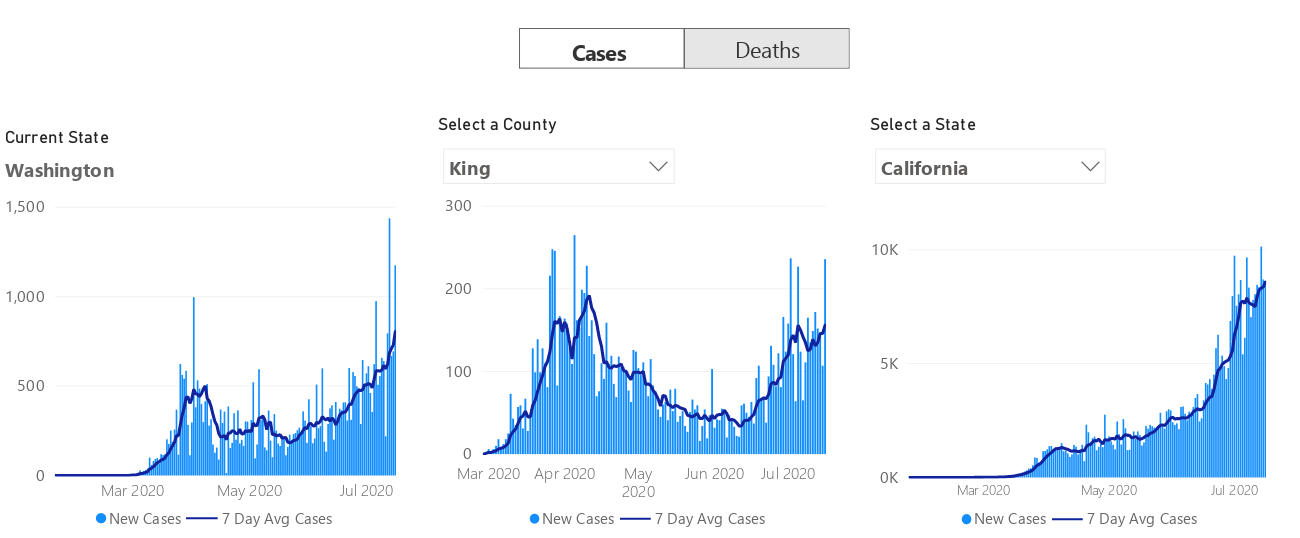 Cases Deaths
Current State
Washington
1,500
1,000
500
0
Mar 2020 May 2020 Jul 2020
New Cases 7 Day Avg Cases
Select a County
King
300
200
100
0
Mar 2020 Apr 2020 May Jun 2020 Jul 2020
2020
New Cases 7 Day Avg Cases
Select a State
California
10K
5K
0K
Mar 2020 May 2020 Jul 2020
New Cases 7 Day Avg Cases